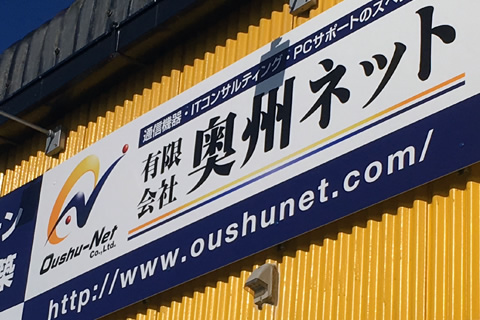 通信機器・ITコンサルティング・PCサポートのスペ
有限会社
奥州ネット
Oushu-Net
Co.,Ltd.
http://www.oushunet.com/
ン
築